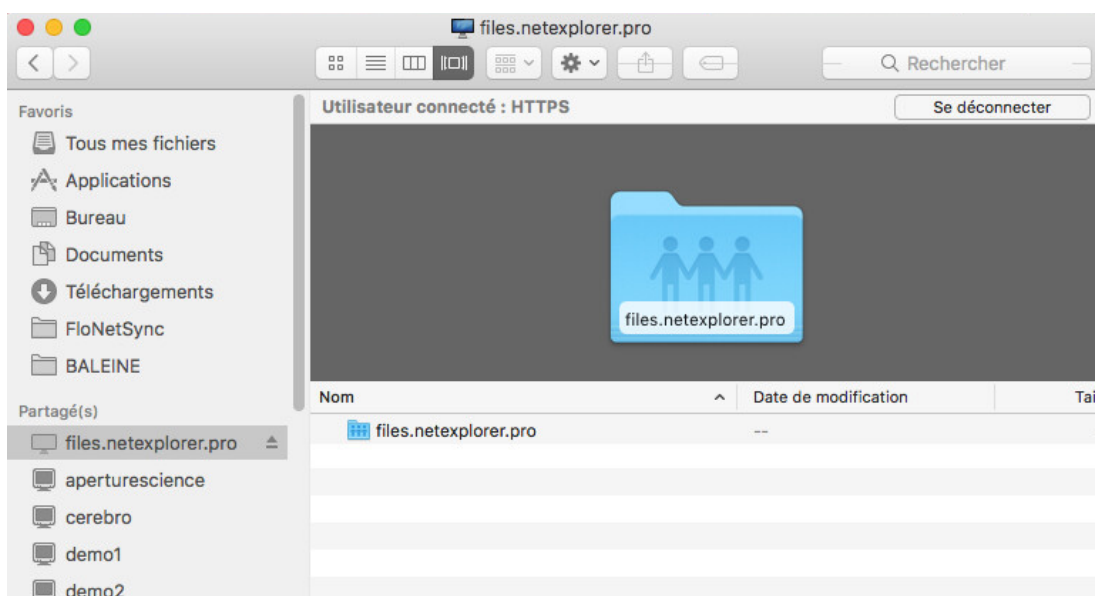 files.netexplorer.pro
Rechercher
Favoris
Tous mes fichiers
Applications
Bureau
Documents
Téléchargements
FloNetSync
BALEINE
Partagé(s)
files.netexplorer.pro
aperturescience
cerebro
demo1
demo2
Utilisateur connecté : HTTPS
Se déconnecter
files.netexplorer.pro
Nom Date de modification Tai
files.netexplorer.pro --